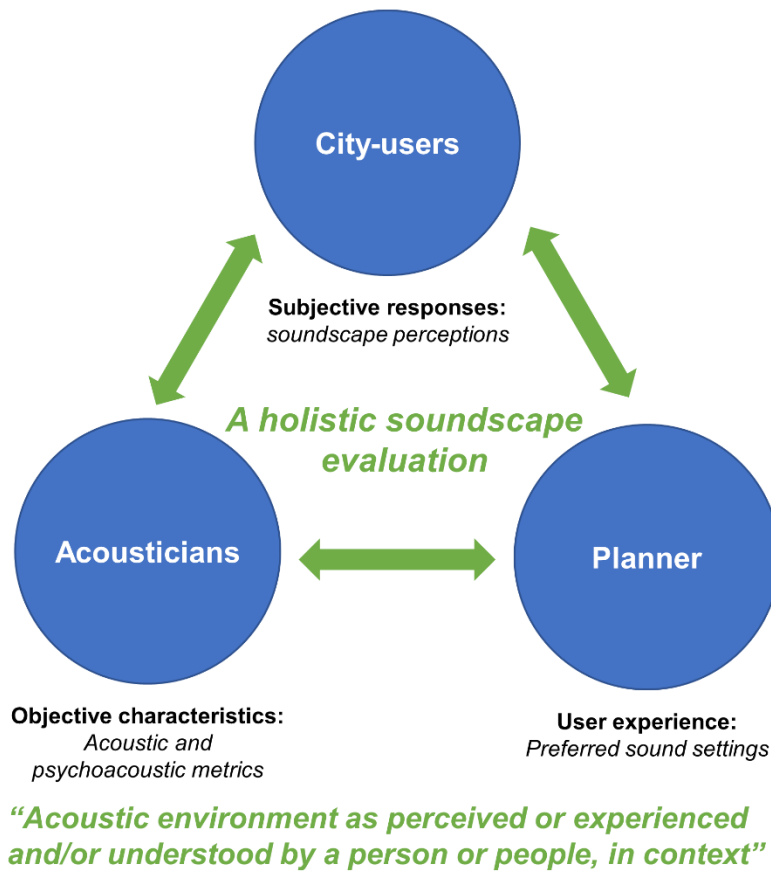 City-users
Subjective responses:
soundscape perceptions
A holistic soundscape
evaluation
Acousticians
Planner
Objective characteristics:
Acoustic and
psychoacoustic metrics
User experience:
Preferred sound settings
“Acoustic environment as perceived or experienced
and/or understood by a person or people, in context”